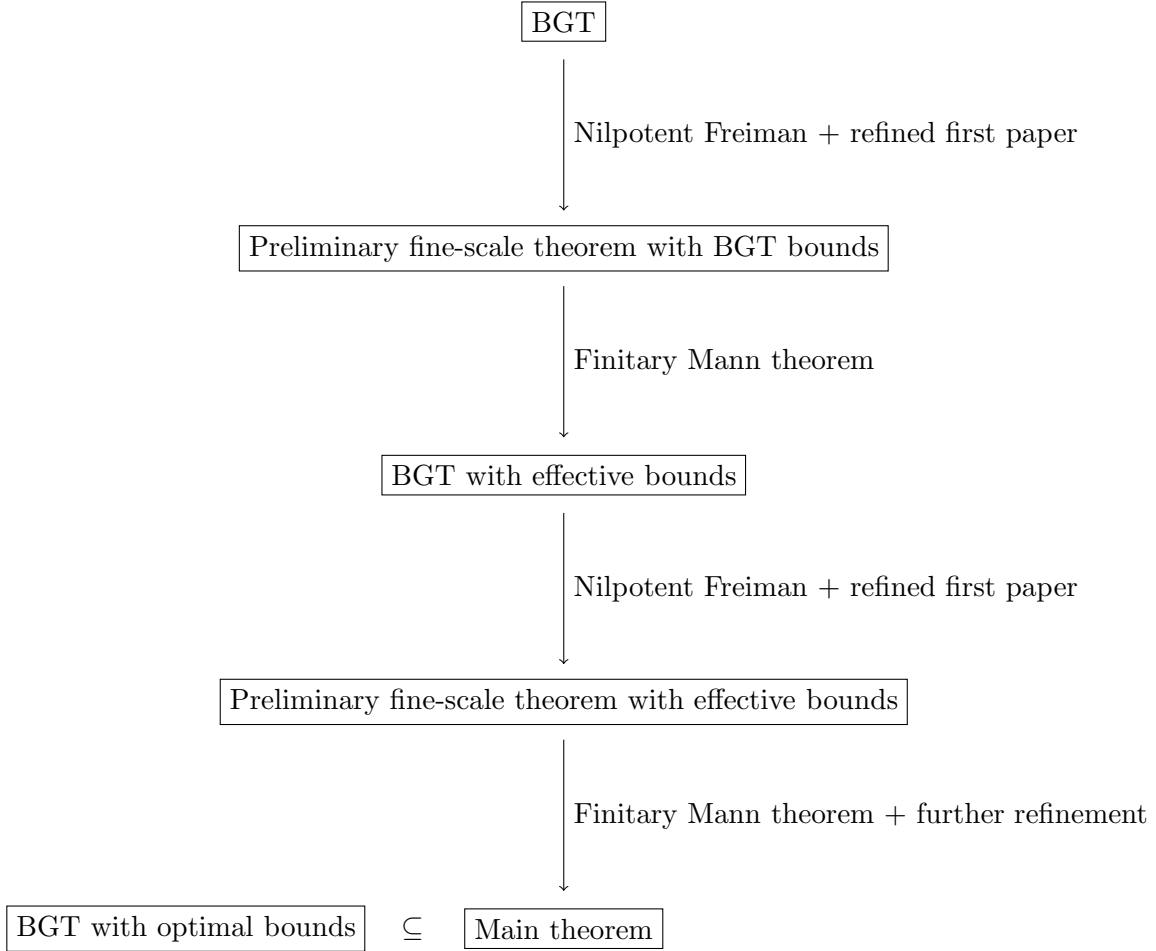 BGT
Nilpotent Freiman + refined first paper
Preliminary fine-scale theorem with BGT bounds
Finitary Mann theorem
BGT with effective bounds
Nilpotent Freiman + refined first paper
Preliminary fine-scale theorem with effective bounds
Finitary Mann theorem + further refinement
BGT with optimal bounds ⊆ Main theorem